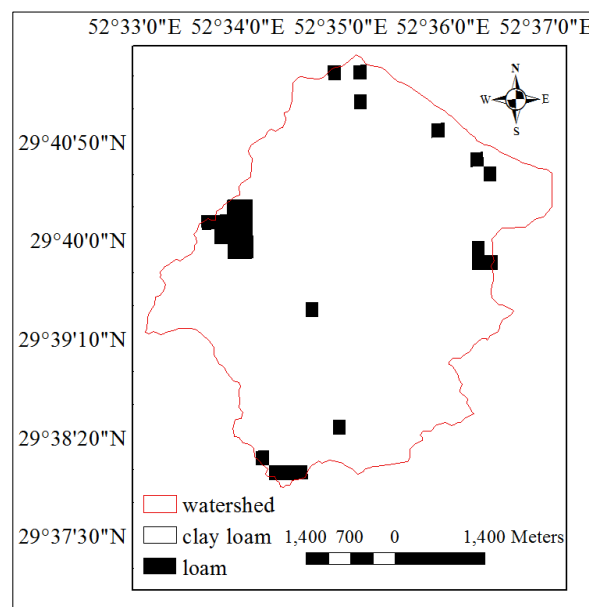 52°33'0"E 52°34'0"E 52°35'0"E 52°36'0"E 52°37'0"E
N
W E
S
29°40'50"N
29°40'0"N
29°39'10"N
29°38'20"N
29°37'30"N
watershed
clay loam
loam
1,400 700 0 1,400 Meters